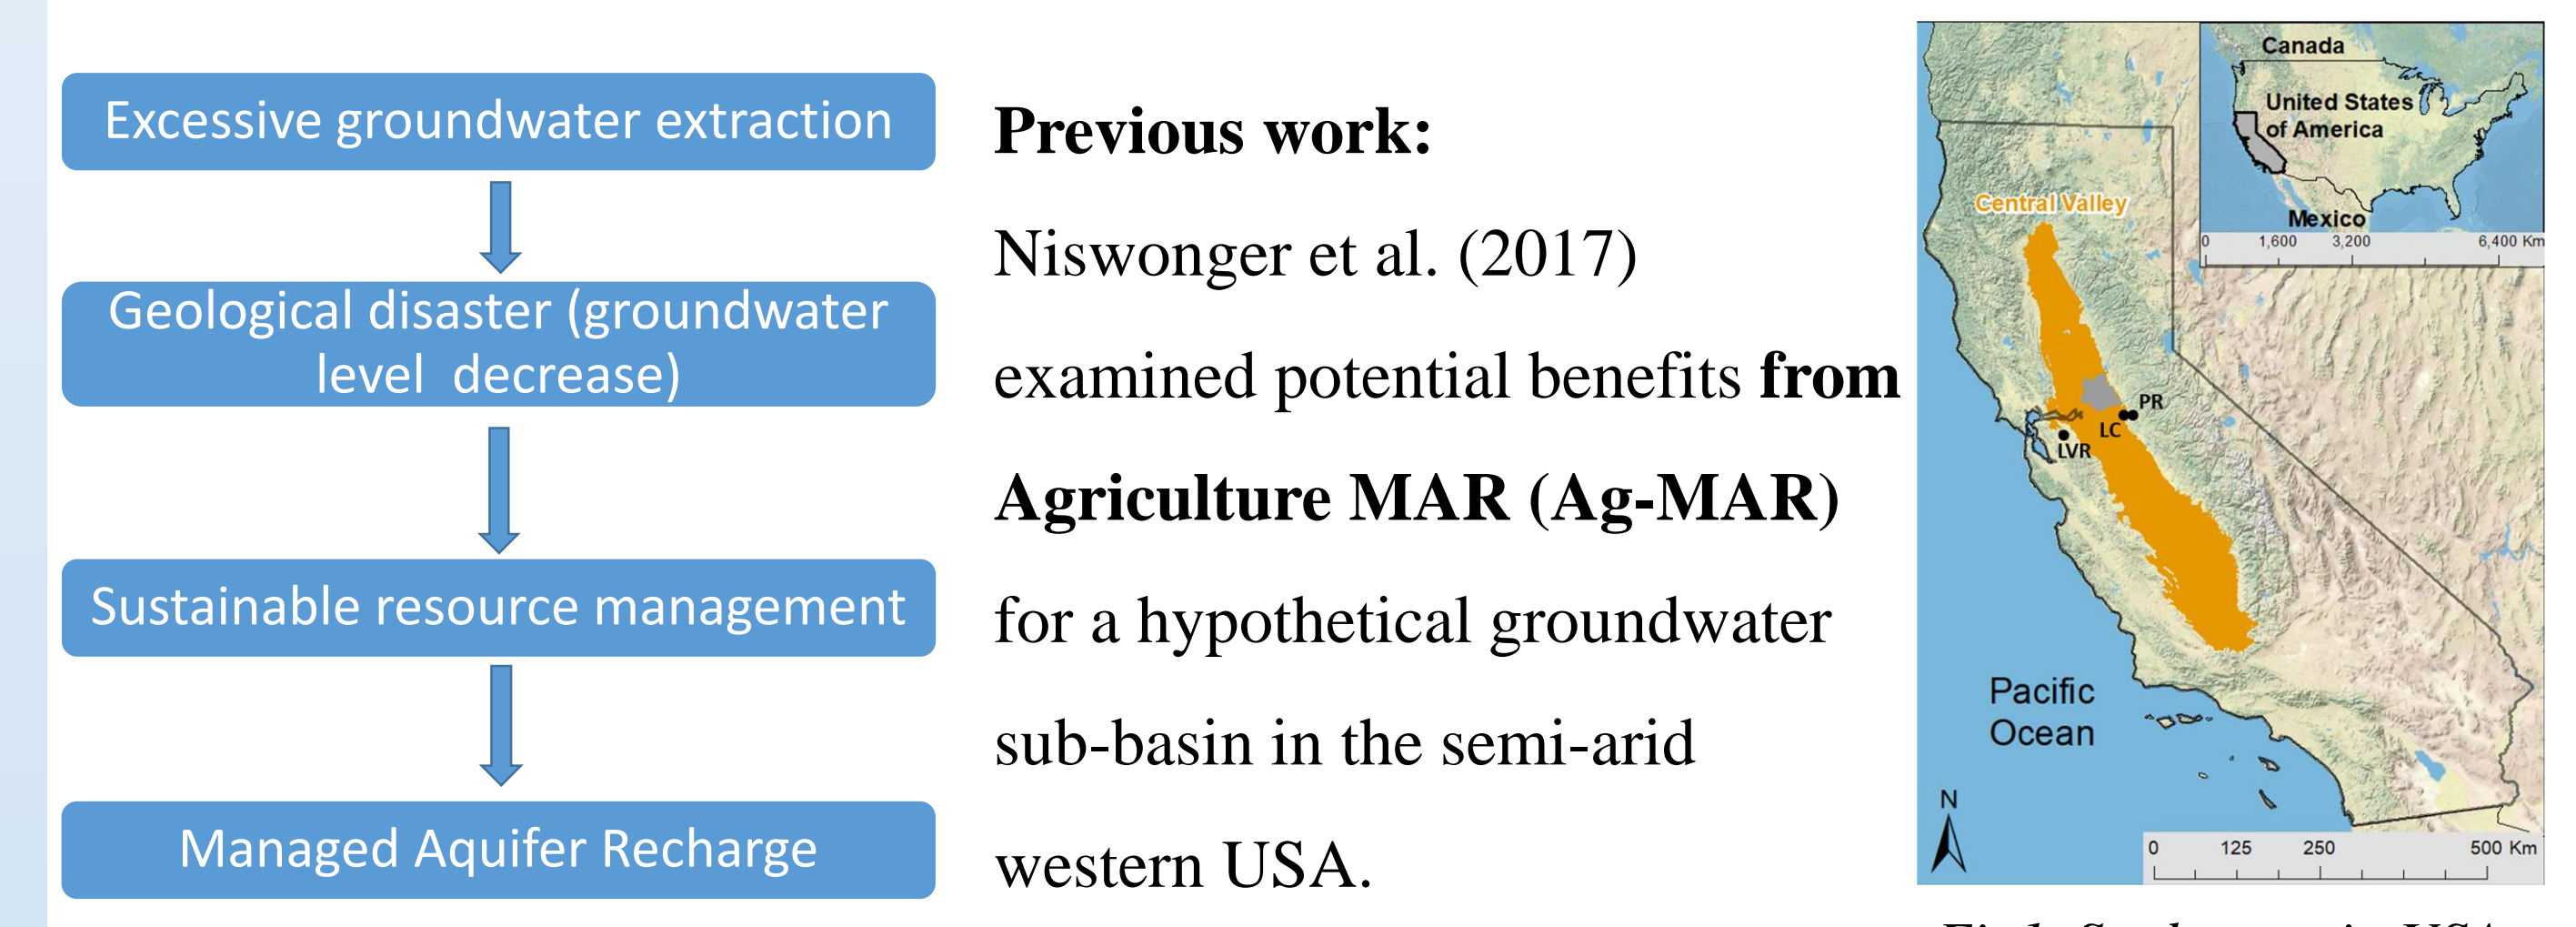 Excessive groundwater extraction
Geological disaster (groundwater
level  decrease)
Sustainable resource management
Managed Aquifer Recharge
Previous work:
Niswonger et al. (2017)
examined potential benefits from
Agriculture MAR (Ag-MAR)
for a hypothetical groundwater
sub-basin in the semi-arid
western USA.
Canada
United States
of America
Mexico
0 1,600 3,200 6,400 Km
Central Valley
PR
LC
LVR
Pacific
Ocean
N
0 125 250 500 Km